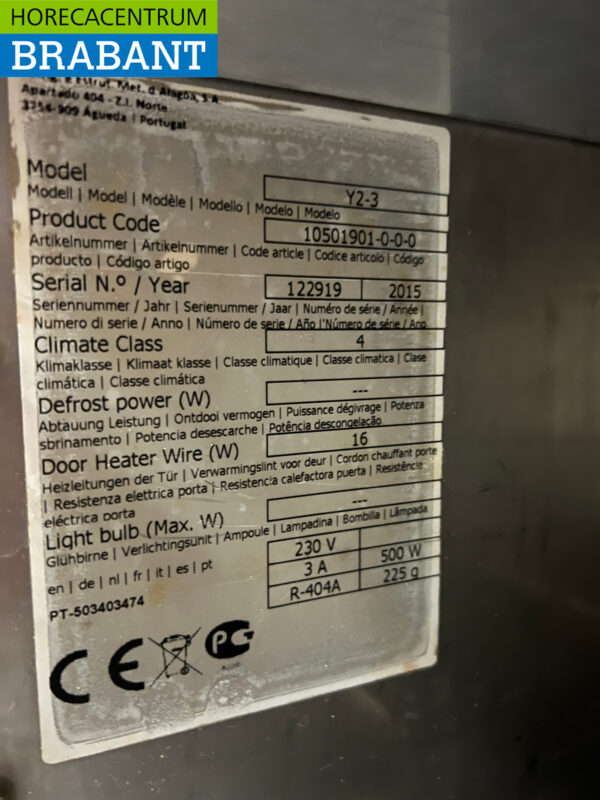 HORECACENTRUM
BRABANT
Estrut. Met. d Alagoa, S.A.
Apartado 404 - Z.I. Norte
3754-909 Águeda | Portugal
Model
Y2-3
Modell | Model | Modèle | Modello | Modelo | Modelo
Product Code
10501901-0-0-0
Artikelnummer | Artikelnummer | Code article | Codice articolo | Código
producto | Código artigo
Serial N.º / Year
122919 2015
Seriennummer / Jahr | Serienummer / Jaar | Numéro de série / Année |
Numero di serie / Anno | Número de serie / Año l'Número de série / Ano
Climate Class
4
Klimaklasse | Klimaat klasse | Classe climatique | Classe climatica | Clase
climática | Classe climática
Defrost power (W)
---
Abtauung Leistung | Ontdooi vermogen | Puissance dégivrage | Potenza
sbrinamento | Potencia desescarche | Potência descongelação
Door Heater Wire (W)
16
Heizleitungen der Tür | Verwarmingslint voor deur | Cordon chauffant porte
| Resistenza elettrica porta | Resistencia calefactora puerta | Resistência
eléctrica porta
Light bulb (Max. W)
---
Glühbirne | Verlichtingsunit | Ampoule | Lampadina | Bombilla | Lâmpada
en | de | nl | fr | it | es | pt
230 V
3 A 500 W
R-404A 225 g
PT-503403474
CE
PG